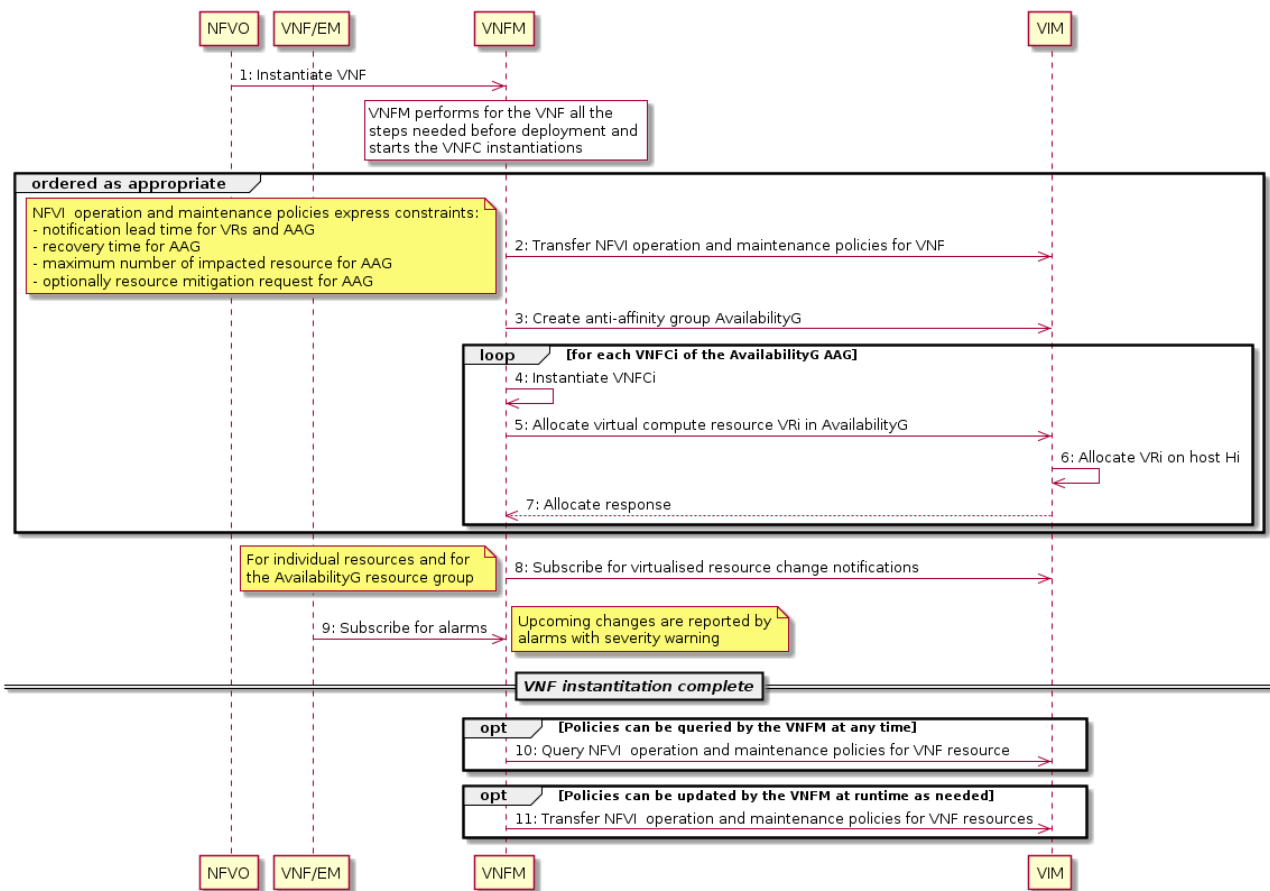 NFVO VNF/EM VNFM VIM
1: Instantiate VNF
VNFM performs for the VNF all the
steps needed before deployment and
starts the VNFC instantiations
ordered as appropriate
NFVI  operation and maintenance policies express constraints:
- notification lead time for VRs and AAG
- recovery time for AAG
- maximum number of impacted resource for AAG
- optionally resource mitigation request for AAG
2: Transfer NFVI operation and maintenance policies for VNF
3: Create anti-affinity group AvailabilityG
loop [for each VNFCi of the AvailabilityG AAG]
4: Instantiate VNFCi
5: Allocate virtual compute resource VRi in AvailabilityG
6: Allocate VRi on host Hi
7: Allocate response
For individual resources and for
the AvailabilityG resource group
8: Subscribe for virtualised resource change notifications
9: Subscribe for alarms
Upcoming changes are reported by
alarms with severity warning
VNF instantitation complete
opt [Policies can be queried by the VNFM at any time]
10: Query NFVI  operation and maintenance policies for VNF resource
opt [Policies can be updated by the VNFM at runtime as needed]
11: Transfer NFVI  operation and maintenance policies for VNF resources
NFVO VNF/EM VNFM VIM